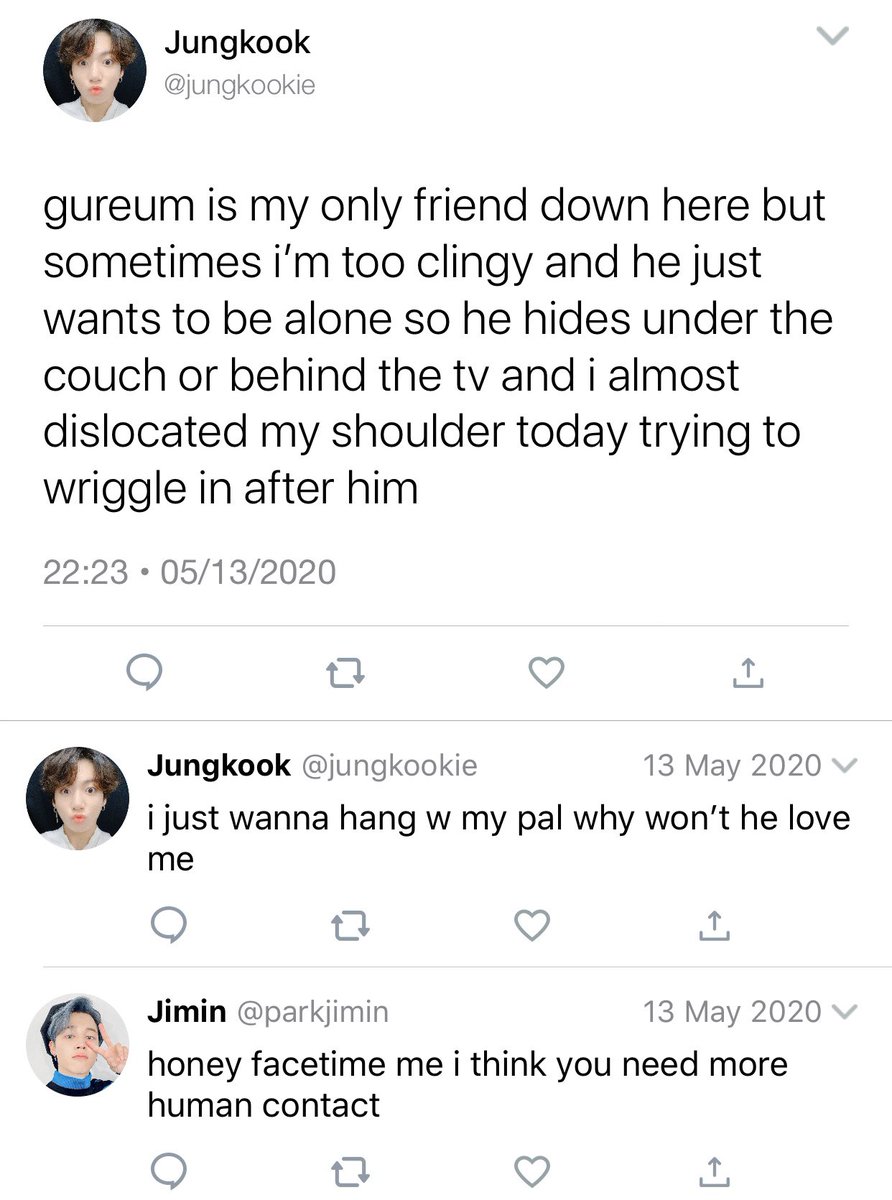 Jungkook
@jungkookie
gureum is my only friend down here but
sometimes i’m too clingy and he just
wants to be alone so he hides under the
couch or behind the tv and i almost
dislocated my shoulder today trying to
wriggle in after him
22:23 • 05/13/2020
Jungkook @jungkookie 13 May 2020
i just wanna hang w my pal why won’t he love
me
Jimin @parkjimin 13 May 2020
honey facetime me i think you need more
human contact